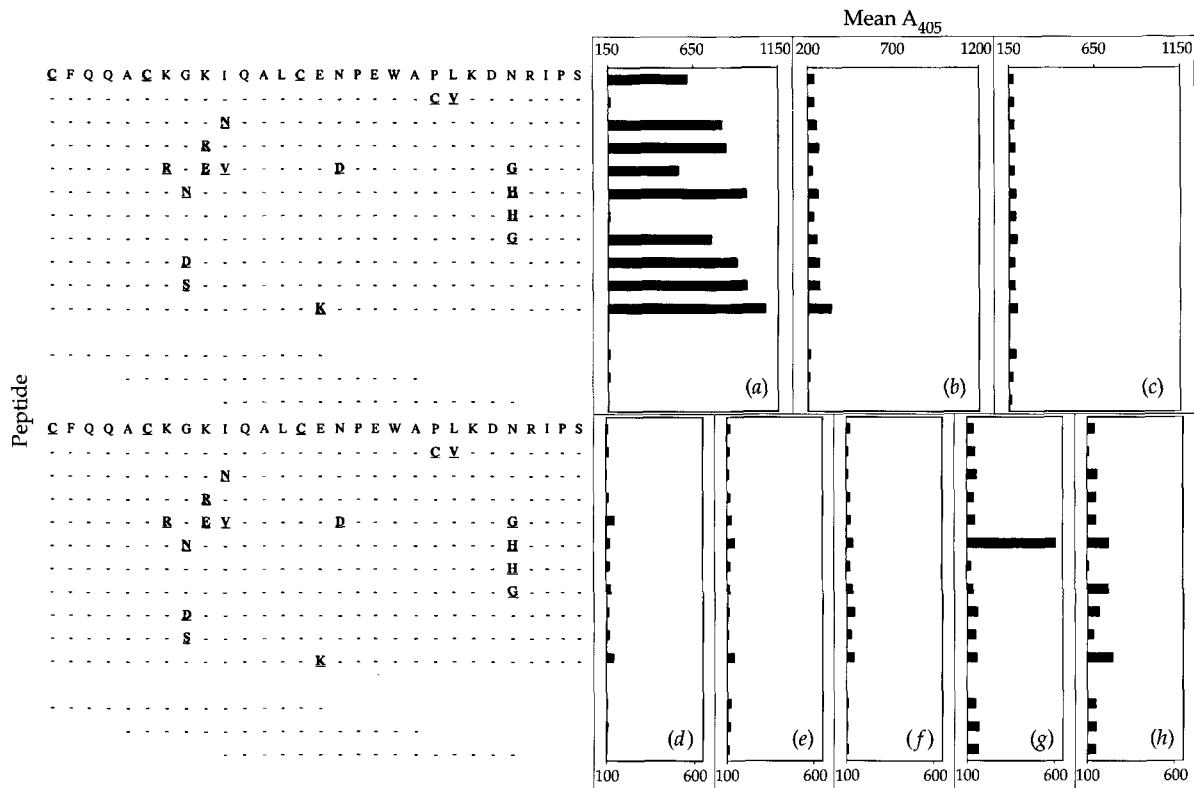 Mean A405
150 650 1150 200 700 1200 150 650 1150
C F Q Q A C K G K I Q A L C E N P E W A P L K D N R I P S
- - - - - - - - - - - - - - - - - - - - C V - - - - - - -
- - - - - - - - - N - - - - - - - - - - - - - - - - - - -
- - - - - - - - R - - - - - - - - - - - - - - - - - - - -
- - - - - - R - E V - - - - - D - - - - - - - - G - - - -
- - - - - - - N - - - - - - - - - - - - - - - - H - - - -
- - - - - - - - - - - - - - - - - - - - - - - - H - - - -
- - - - - - - - - - - - - - - - - - - - - - - - G - - - -
- - - - - - - D - - - - - - - - - - - - - - - - - - - - -
- - - - - - - S - - - - - - - - - - - - - - - - - - - - -
- - - - - - - - - - - - - - K - - - - - - - - - - - - - -
- - - - - - - - - - - - - - -
- - - - - - - - - - - - - - - -
- - - - - - - - - - - - - - - -
(a) (b) (c)
Peptide
C F Q Q A C K G K I Q A L C E N P E W A P L K D N R I P S
- - - - - - - - - - - - - - - - - - - - C V - - - - - - -
- - - - - - - - - N - - - - - - - - - - - - - - - - - - -
- - - - - - - - R - - - - - - - - - - - - - - - - - - - -
- - - - - - R - E V - - - - - D - - - - - - - - G - - - -
- - - - - - - N - - - - - - - - - - - - - - - - H - - - -
- - - - - - - - - - - - - - - - - - - - - - - - H - - - -
- - - - - - - - - - - - - - - - - - - - - - - - G - - - -
- - - - - - - D - - - - - - - - - - - - - - - - - - - - -
- - - - - - - S - - - - - - - - - - - - - - - - - - - - -
- - - - - - - - - - - - - - K - - - - - - - - - - - - - -
- - - - - - - - - - - - - - -
- - - - - - - - - - - - - - - -
- - - - - - - - - - - - - - - -
(d) (e) (f) (g) (h)
100 600 100 600 100 600 100 600 100 600